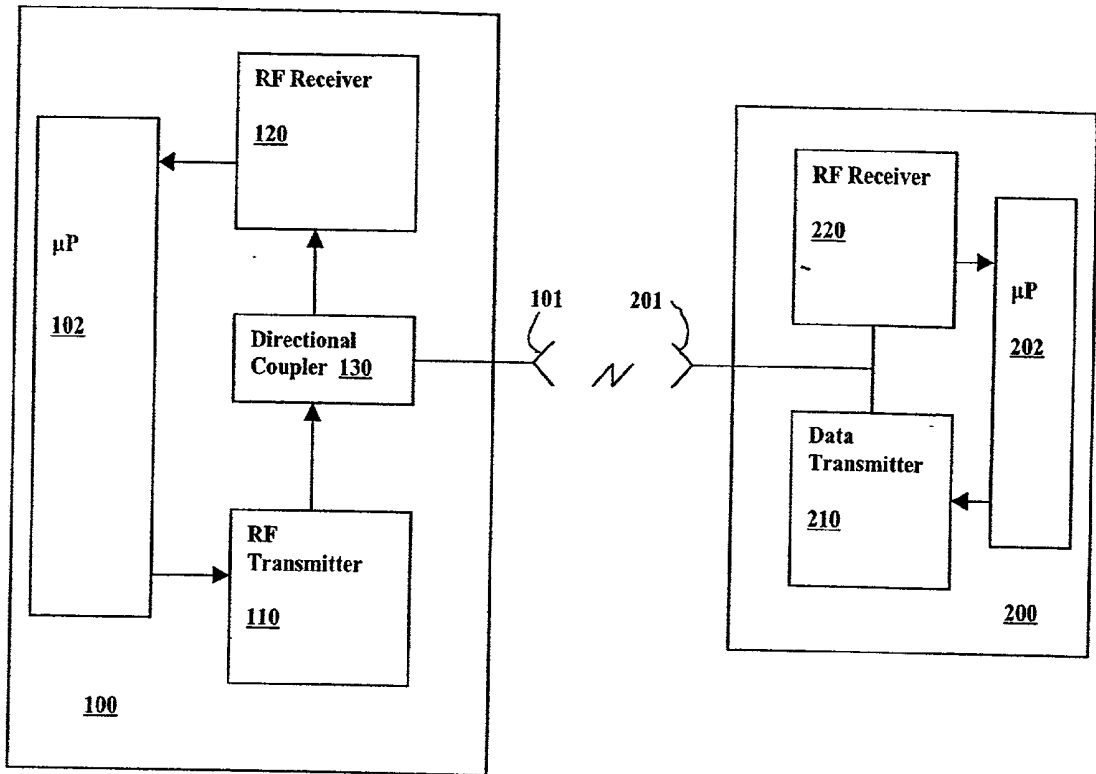 RF Receiver
120
µP
102
Directional
Coupler 130
RF
Transmitter
110
100
101
201
RF Receiver
220
µP
202
Data
Transmitter
210
200